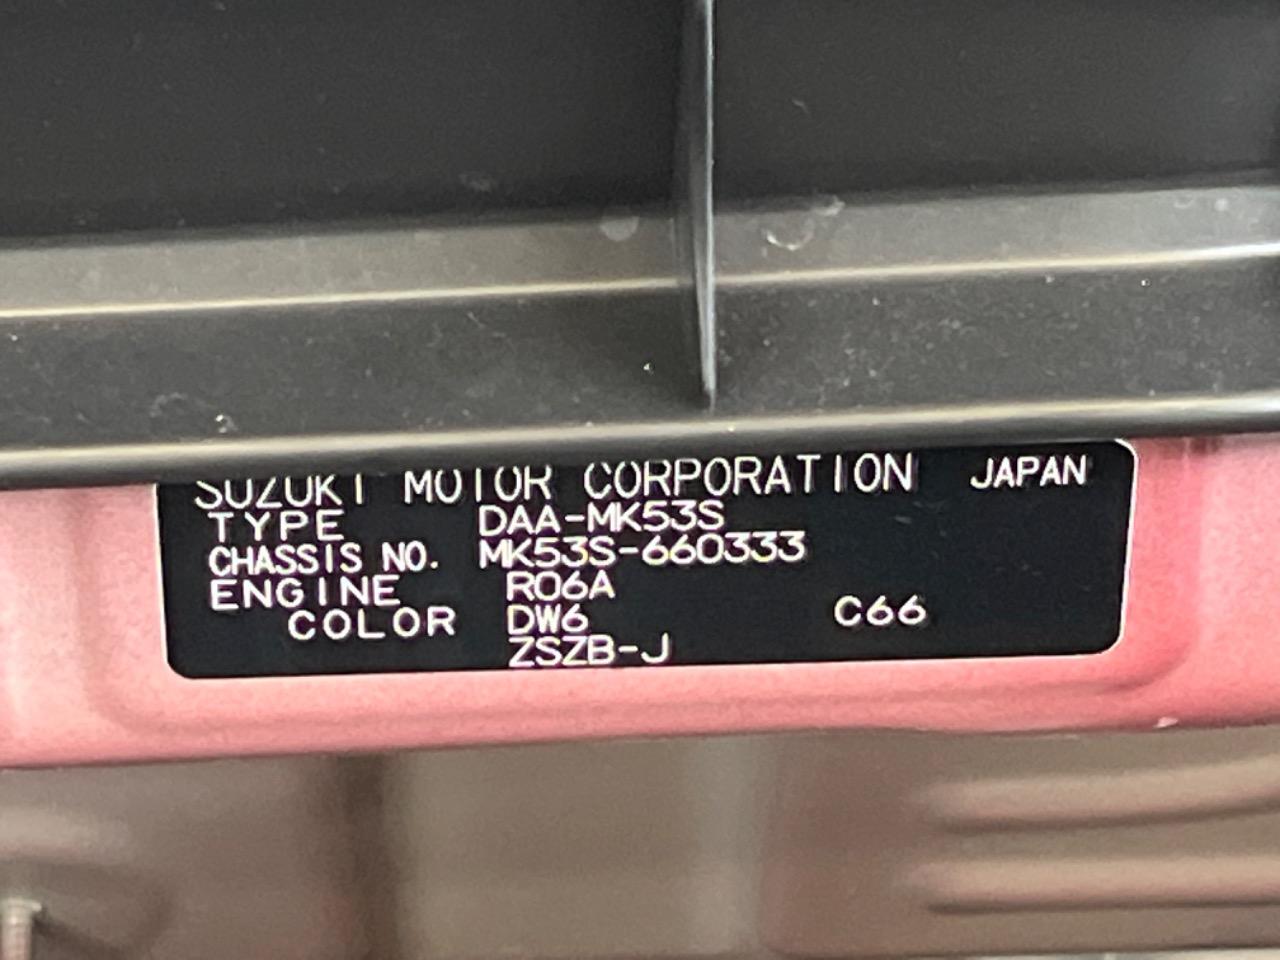 SUZUKI MOTOR CORPORATION JAPAN
TYPE DAA-MK53S
CHASSIS NO. MK53S-660333
ENGINE R06A
COLOR DW6 C66
ZSZB-J